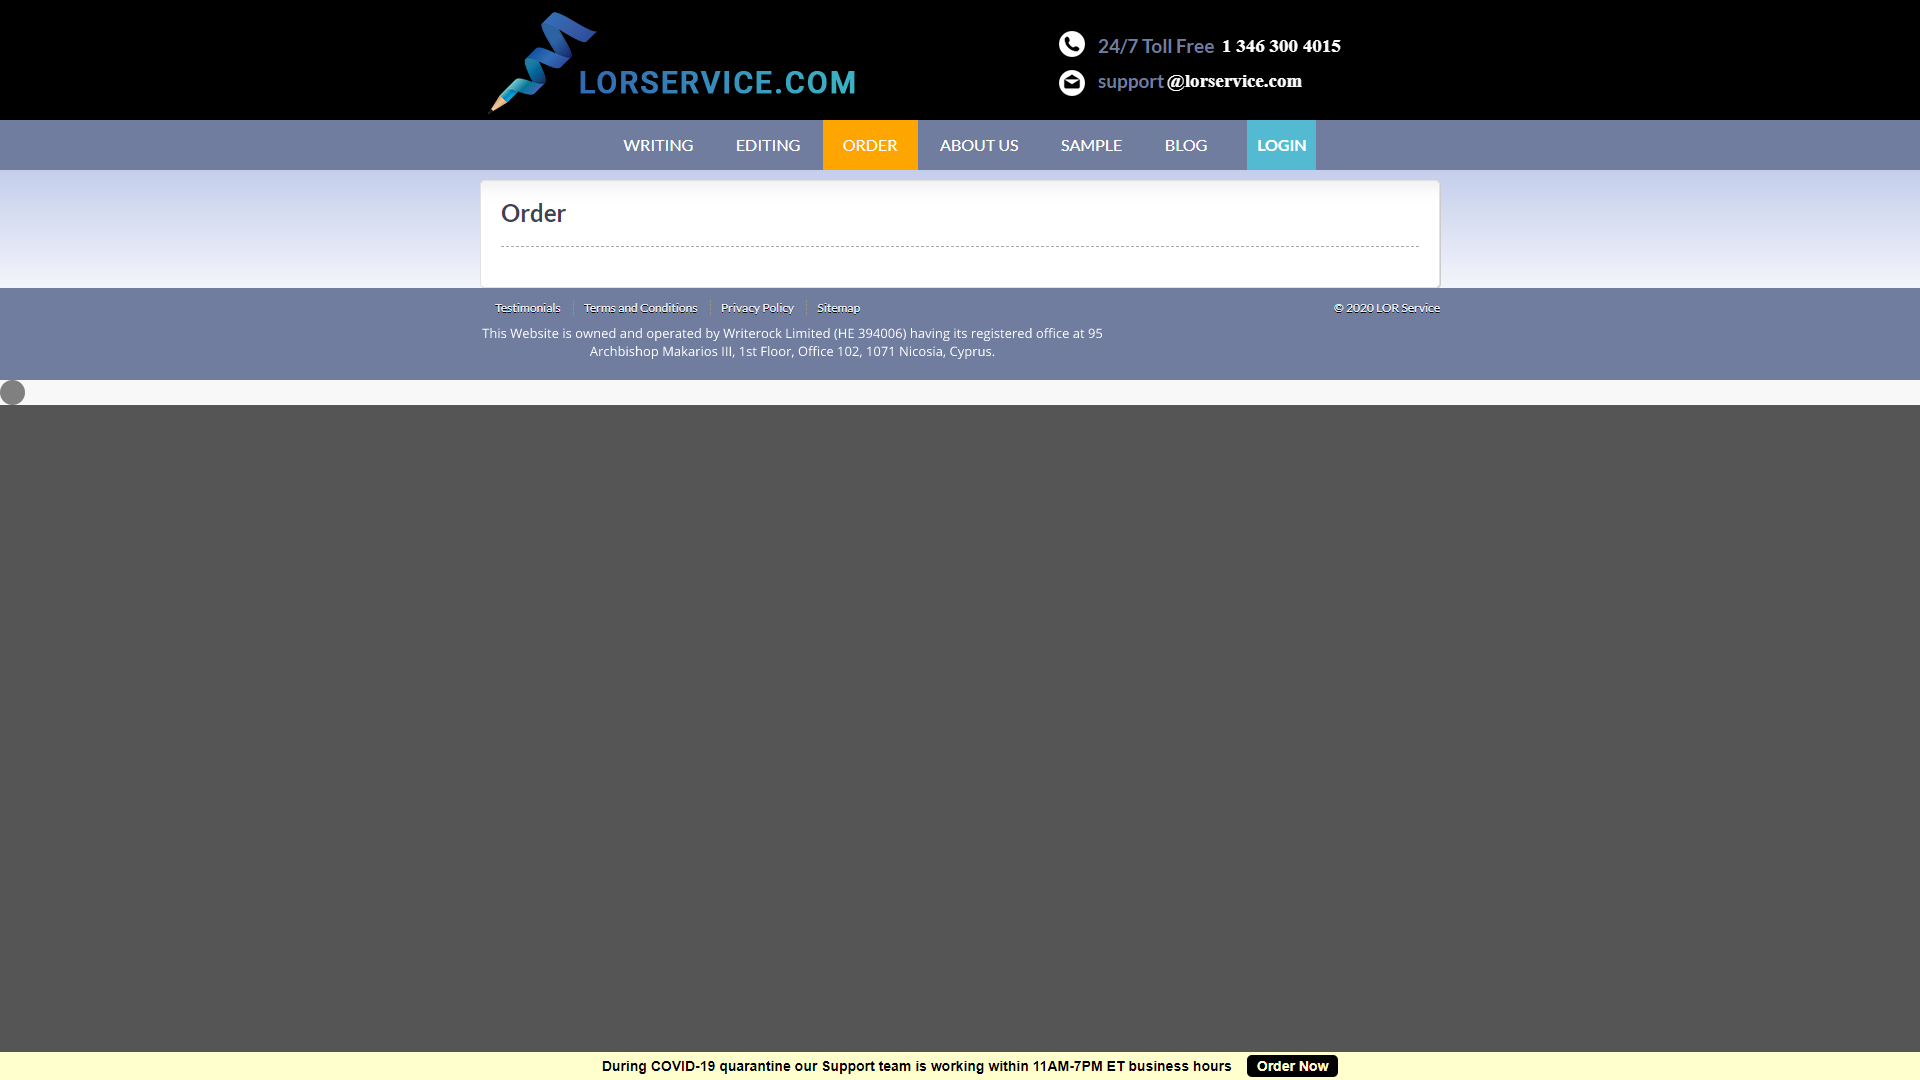 LORSERVICE.COM
24/7 Toll Free 1 346 300 4015
support@lorservice.com
WRITING EDITING ORDER ABOUT US SAMPLE BLOG LOGIN
Order
Testimonials Terms and Conditions Privacy Policy Sitemap © 2020 LOR Service
This Website is owned and operated by Writerock Limited (HE 394006) having its registered office at 95
Archbishop Makarios III, 1st Floor, Office 102, 1071 Nicosia, Cyprus.
During COVID-19 quarantine our Support team is working within 11AM-7PM ET business hours Order Now